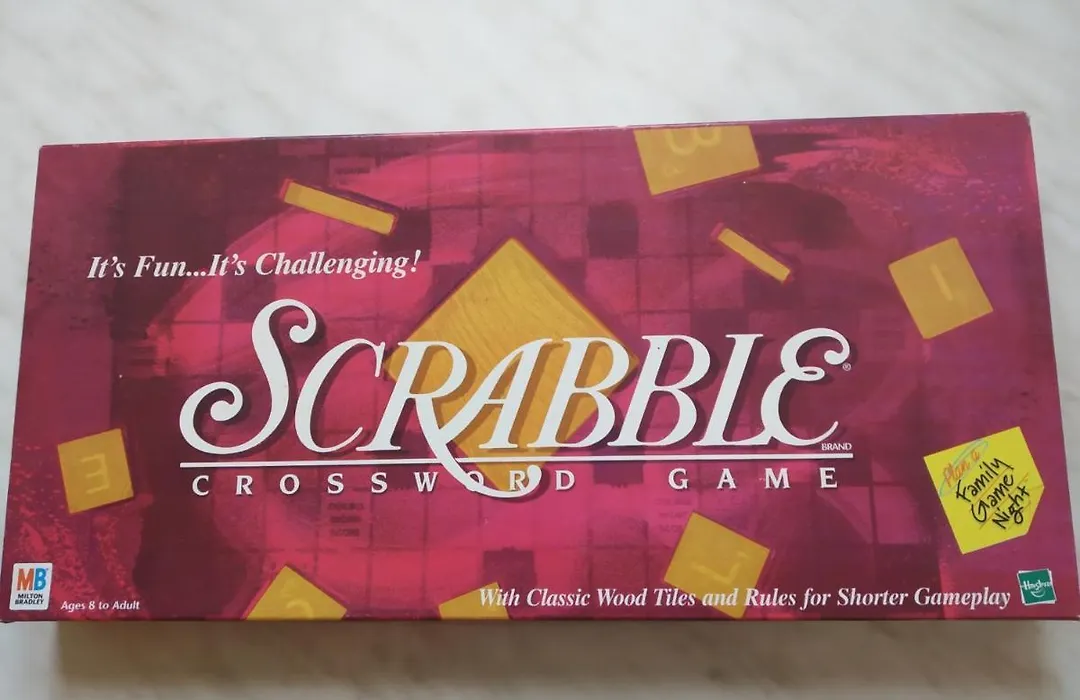 It's Fun...It's Challenging!
SCRABBLE®
BRAND
CROSSWORD GAME
Plan a
Family
Game
Night
MB
MILTON
BRADLEY
Ages 8 to Adult
With Classic Wood Tiles and Rules for Shorter Gameplay
Hasbro